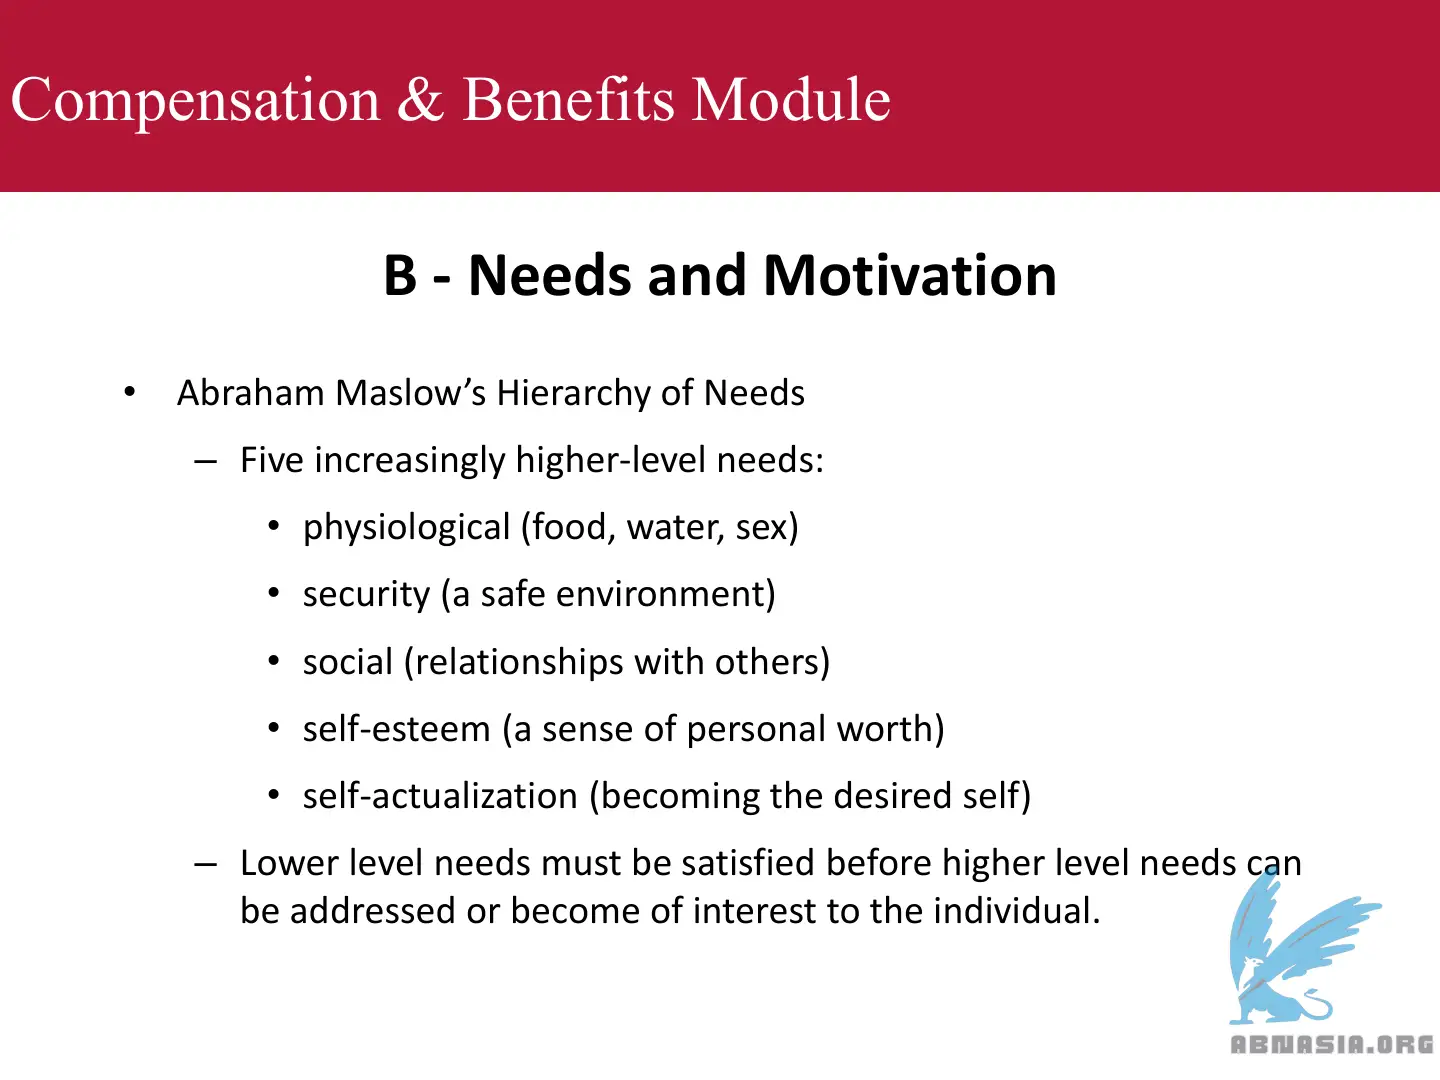 Compensation & Benefits Module
B - Needs and Motivation
• Abraham Maslow’s Hierarchy of Needs
– Five increasingly higher-level needs:
• physiological (food, water, sex)
• security (a safe environment)
• social (relationships with others)
• self-esteem (a sense of personal worth)
• self-actualization (becoming the desired self)
– Lower level needs must be satisfied before higher level needs can
be addressed or become of interest to the individual.
ABNASIA.ORG